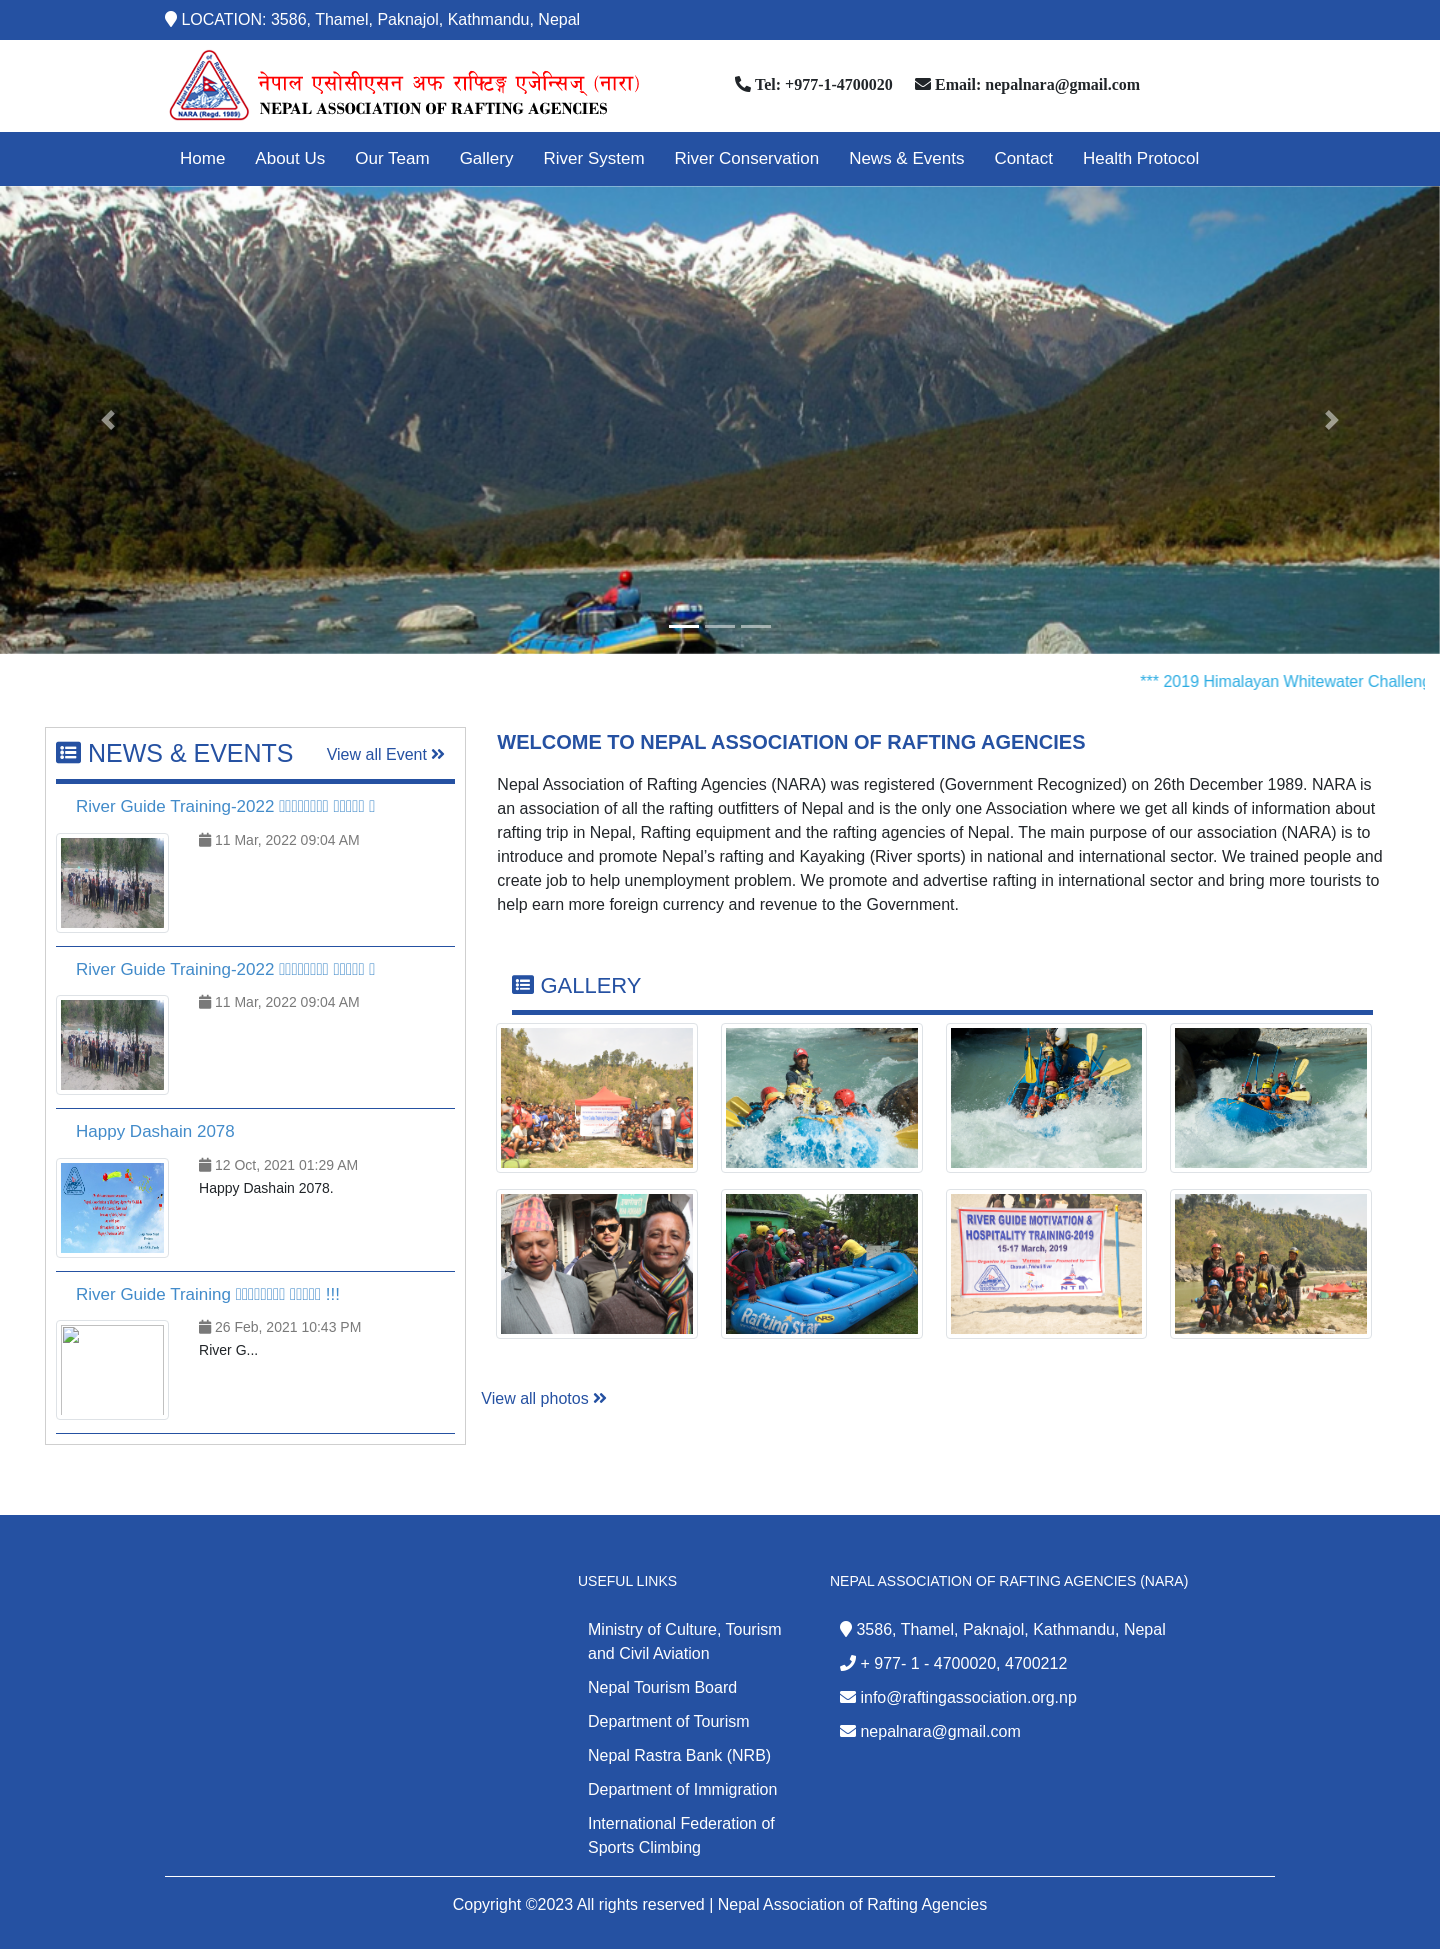 LOCATION: 3586, Thamel, Paknajol, Kathmandu, Nepal
नेपाल एसोसीएसन अफ राफ्टिङ्ग एजेन्सिज् (नारा)
NEPAL ASSOCIATION OF RAFTING AGENCIES
NARA (Regd. 1989)
Tel: +977-1-4700020
Email: nepalnara@gmail.com
Home
About Us
Our Team
Gallery
River System
River Conservation
News & Events
Contact
Health Protocol
*** 2019 Himalayan Whitewater Challeng
NEWS & EVENTS
View all Event
River Guide Training-2022
11 Mar, 2022 09:04 AM
River Guide Training-2022
11 Mar, 2022 09:04 AM
Happy Dashain 2078
12 Oct, 2021 01:29 AM
Happy Dashain 2078.
River Guide Training !!!
26 Feb, 2021 10:43 PM
River G...
WELCOME TO NEPAL ASSOCIATION OF RAFTING AGENCIES
Nepal Association of Rafting Agencies (NARA) was registered (Government Recognized) on 26th December 1989. NARA is
an association of all the rafting outfitters of Nepal and is the only one Association where we get all kinds of information about
rafting trip in Nepal, Rafting equipment and the rafting agencies of Nepal. The main purpose of our association (NARA) is to
introduce and promote Nepal’s rafting and Kayaking (River sports) in national and international sector. We trained people and
create job to help unemployment problem. We promote and advertise rafting in international sector and bring more tourists to
help earn more foreign currency and revenue to the Government.
GALLERY
Rafting Star
NRS
RIVER GUIDE MOTIVATION &
HOSPITALITY TRAINING-2019
15-17 March, 2019
NTB
View all photos
USEFUL LINKS
Ministry of Culture, Tourism
and Civil Aviation
Nepal Tourism Board
Department of Tourism
Nepal Rastra Bank (NRB)
Department of Immigration
International Federation of
Sports Climbing
NEPAL ASSOCIATION OF RAFTING AGENCIES (NARA)
3586, Thamel, Paknajol, Kathmandu, Nepal
+ 977- 1 - 4700020, 4700212
info@raftingassociation.org.np
nepalnara@gmail.com
Copyright ©2023 All rights reserved | Nepal Association of Rafting Agencies